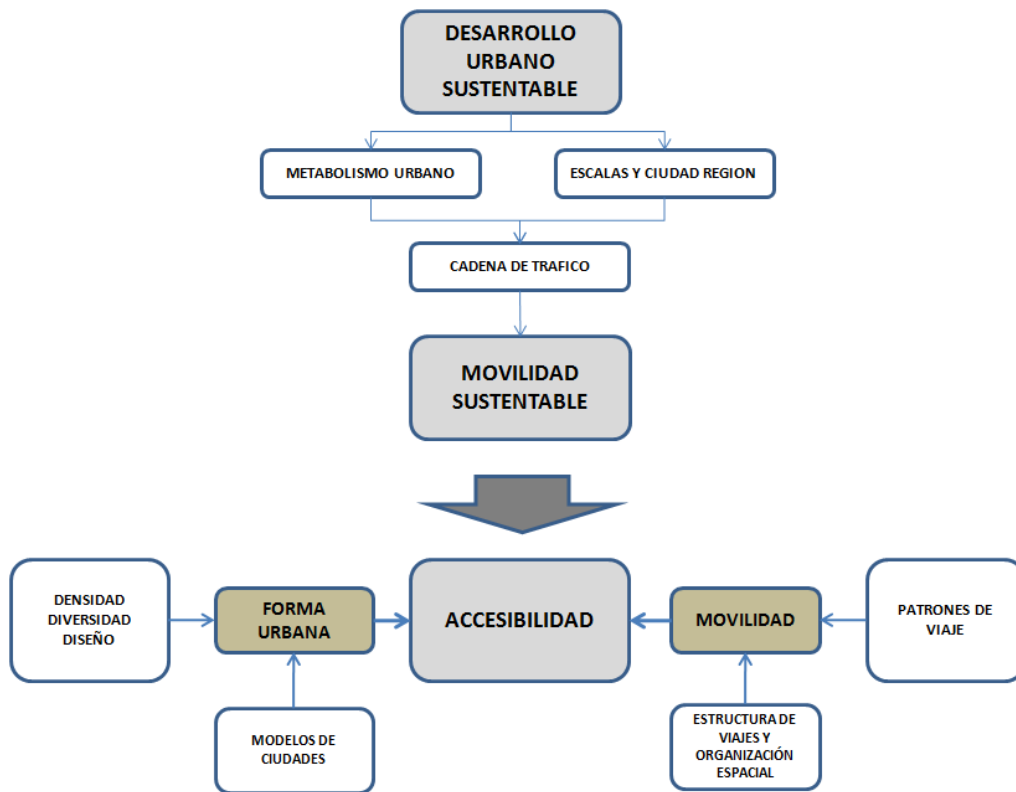 DESARROLLO
URBANO
SUSTENTABLE
METABOLISMO URBANO
ESCALAS Y CIUDAD REGION
CADENA DE TRAFICO
MOVILIDAD
SUSTENTABLE
DENSIDAD
DIVERSIDAD
DISEÑO
FORMA
URBANA
ACCESIBILIDAD
MOVILIDAD
PATRONES DE
VIAJE
MODELOS DE
CIUDADES
ESTRUCTURA DE
VIAJES Y
ORGANIZACIÓN
ESPACIAL